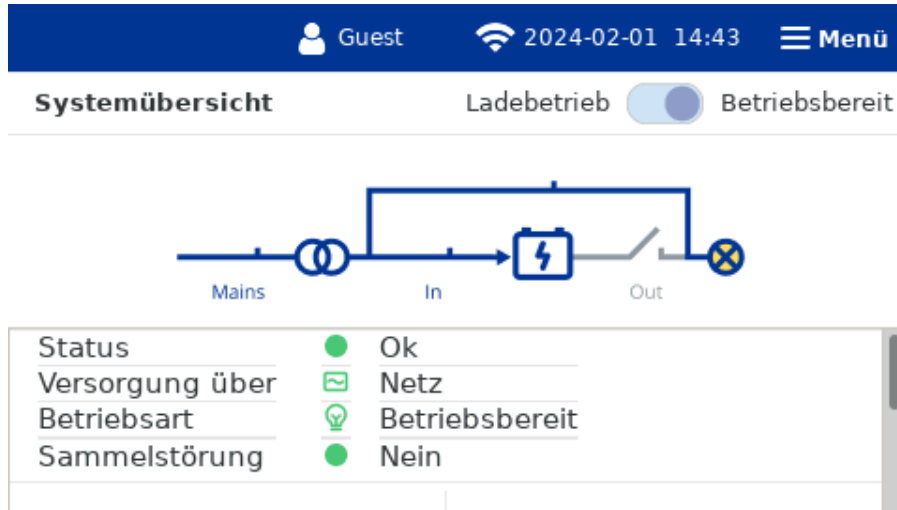 Guest 2024-02-01 14:43 Menü
Systemübersicht Ladebetrieb Betriebsbereit
Mains In Out
Status Ok
Versorgung über Netz
Betriebsart Betriebsbereit
Sammelstörung Nein